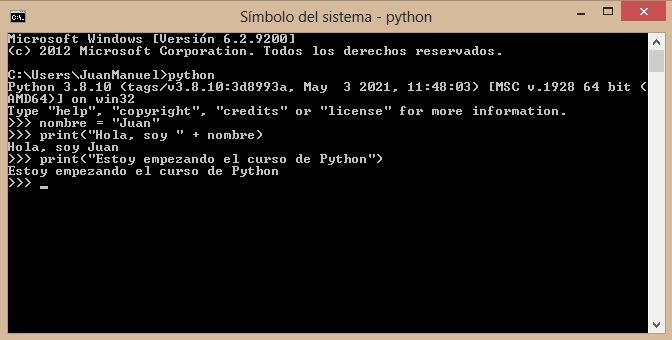 Símbolo del sistema - python
Microsoft Windows [Versión 6.2.9200]
(c) 2012 Microsoft Corporation. Todos los derechos reservados.
C:\Users\JuanManuel>python
Python 3.8.10 (tags/v3.8.10:3d8993a, May  3 2021, 11:48:03) [MSC v.1928 64 bit (
AMD64)] on win32
Type "help", "copyright", "credits" or "license" for more information.
>>> nombre = "Juan"
>>> print("Hola, soy " + nombre)
Hola, soy Juan
>>> print("Estoy empezando el curso de Python")
Estoy empezando el curso de Python
>>> _